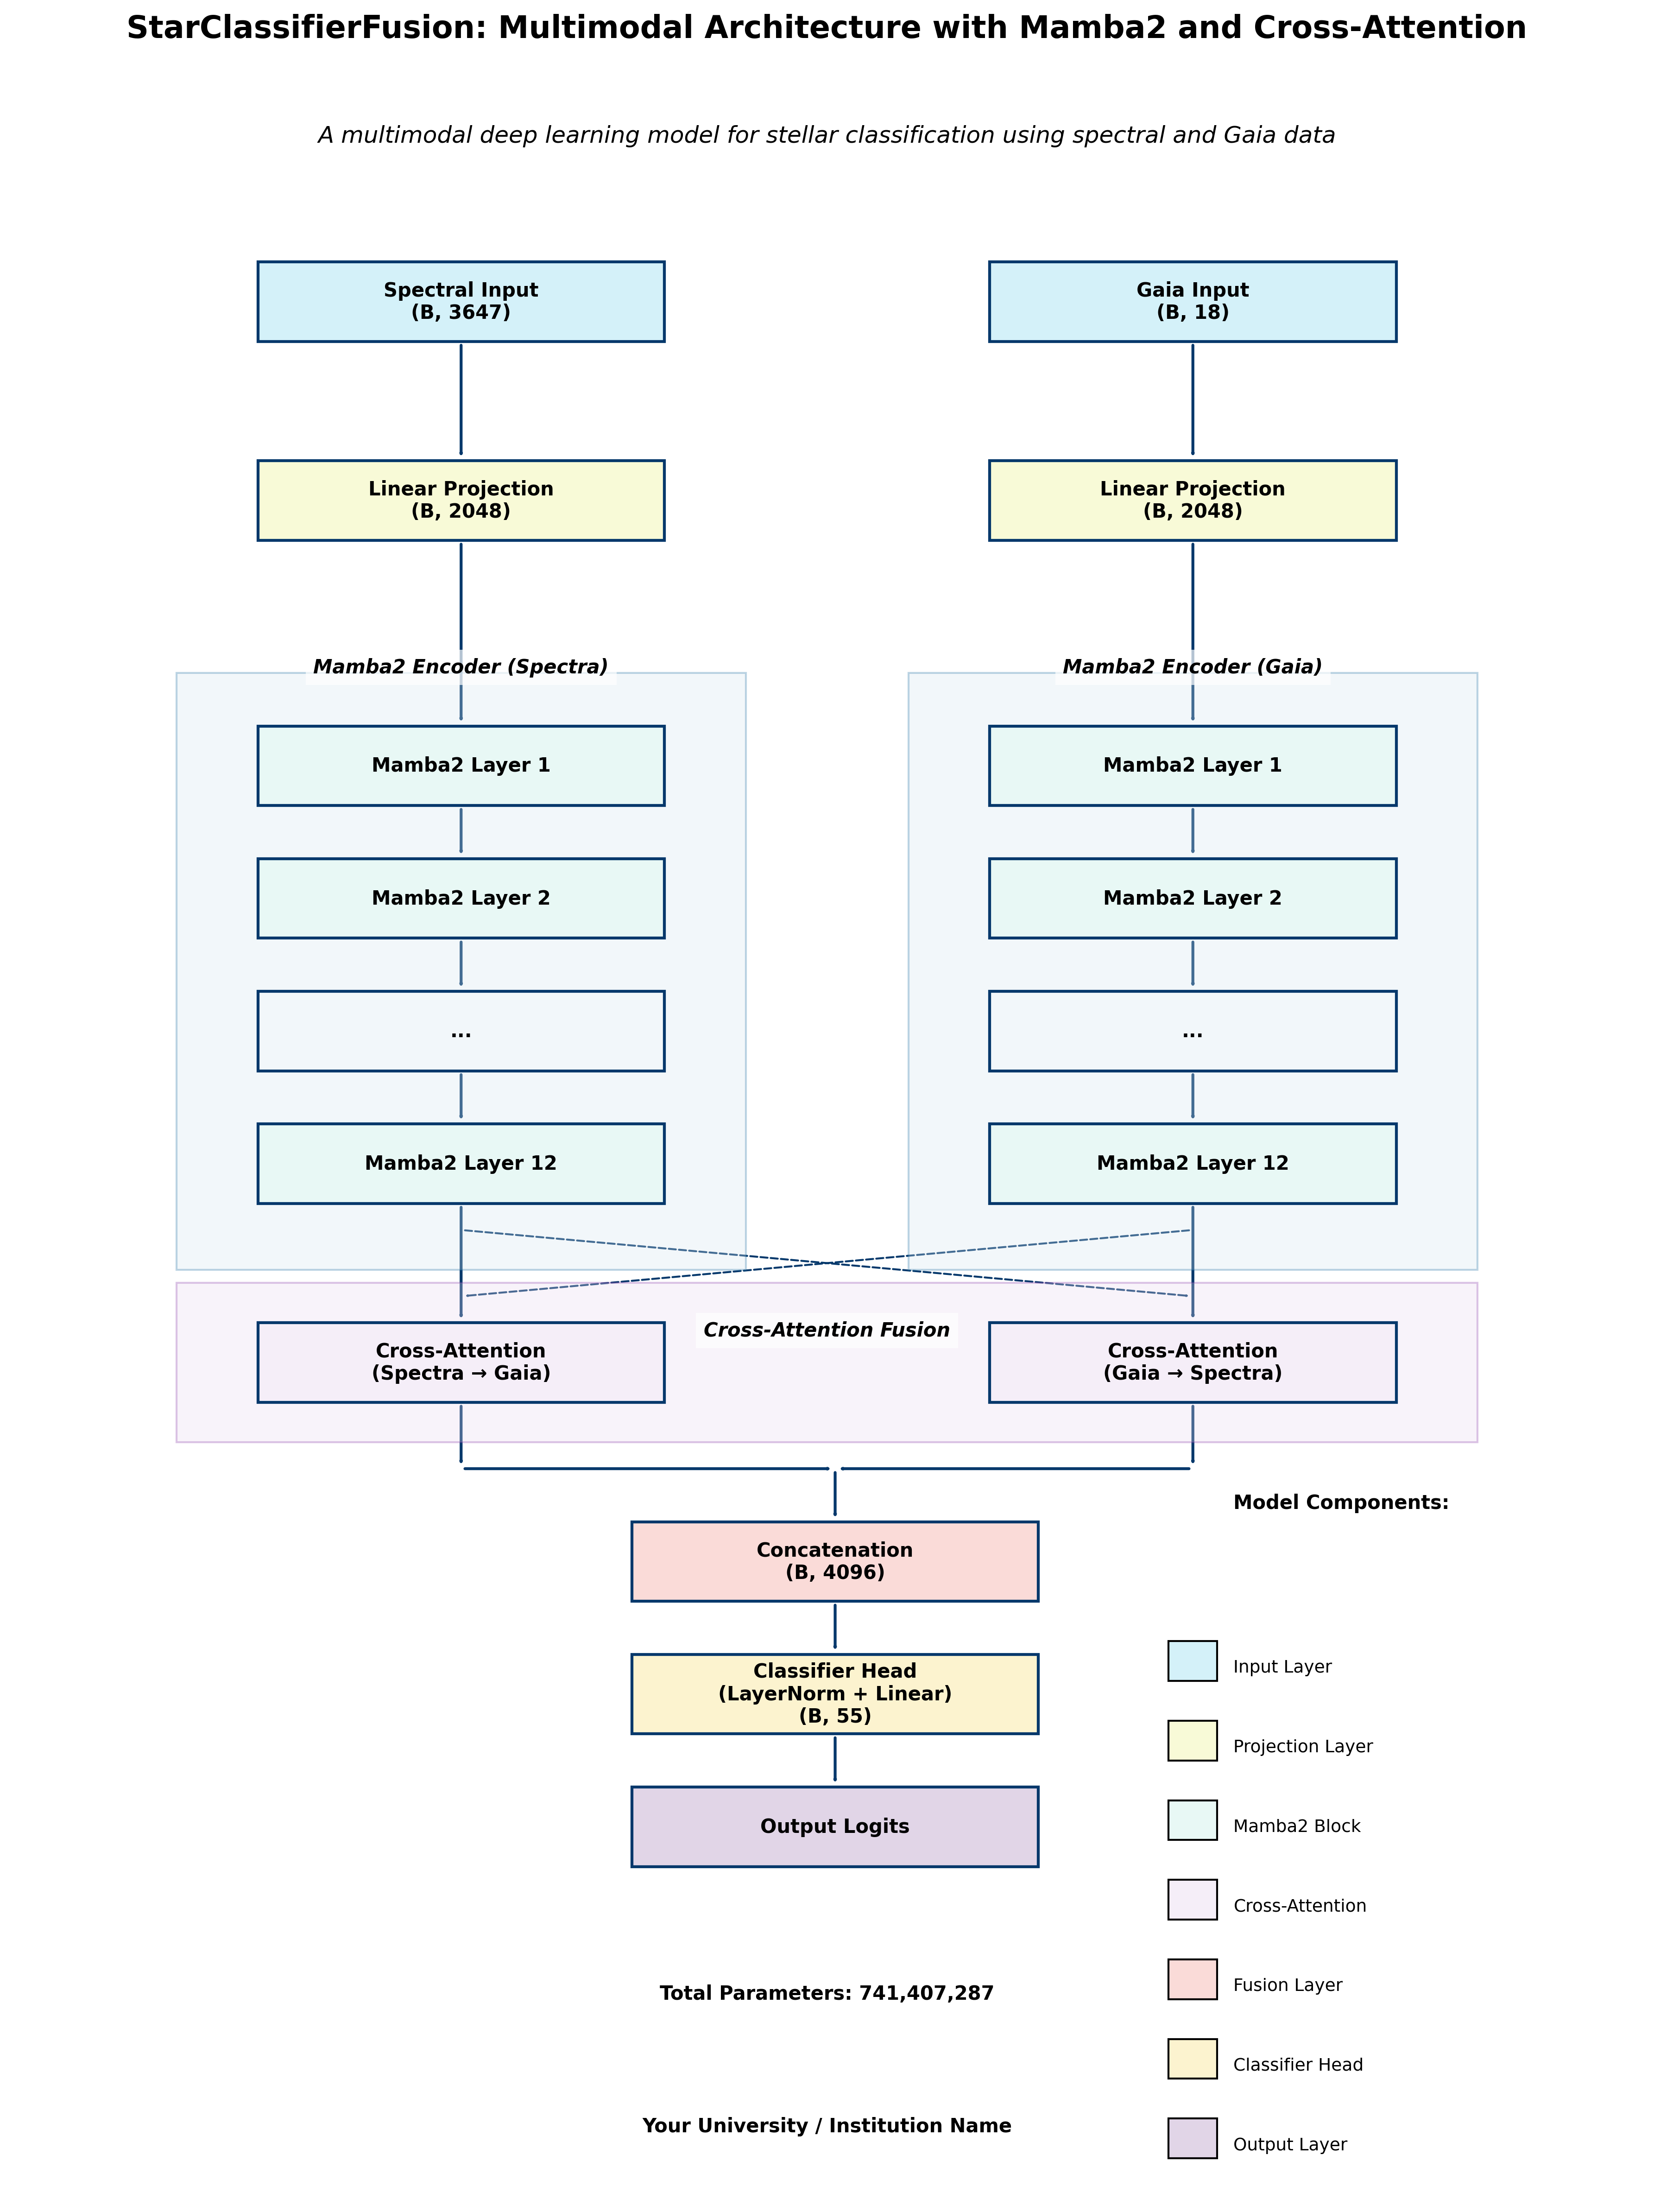 StarClassifierFusion: Multimodal Architecture with Mamba2 and Cross-Attention
A multimodal deep learning model for stellar classification using spectral and Gaia data
Spectral Input
(B, 3647)
Gaia Input
(B, 18)
Linear Projection
(B, 2048)
Linear Projection
(B, 2048)
Mamba2 Encoder (Spectra)
Mamba2 Encoder (Gaia)
Mamba2 Layer 1
Mamba2 Layer 1
Mamba2 Layer 2
Mamba2 Layer 2
...
...
Mamba2 Layer 12
Mamba2 Layer 12
Cross-Attention Fusion
Cross-Attention
(Spectra → Gaia)
Cross-Attention
(Gaia → Spectra)
Concatenation
(B, 4096)
Classifier Head
(LayerNorm + Linear)
(B, 55)
Output Logits
Total Parameters: 741,407,287
Your University / Institution Name
Model Components:
Input Layer
Projection Layer
Mamba2 Block
Cross-Attention
Fusion Layer
Classifier Head
Output Layer